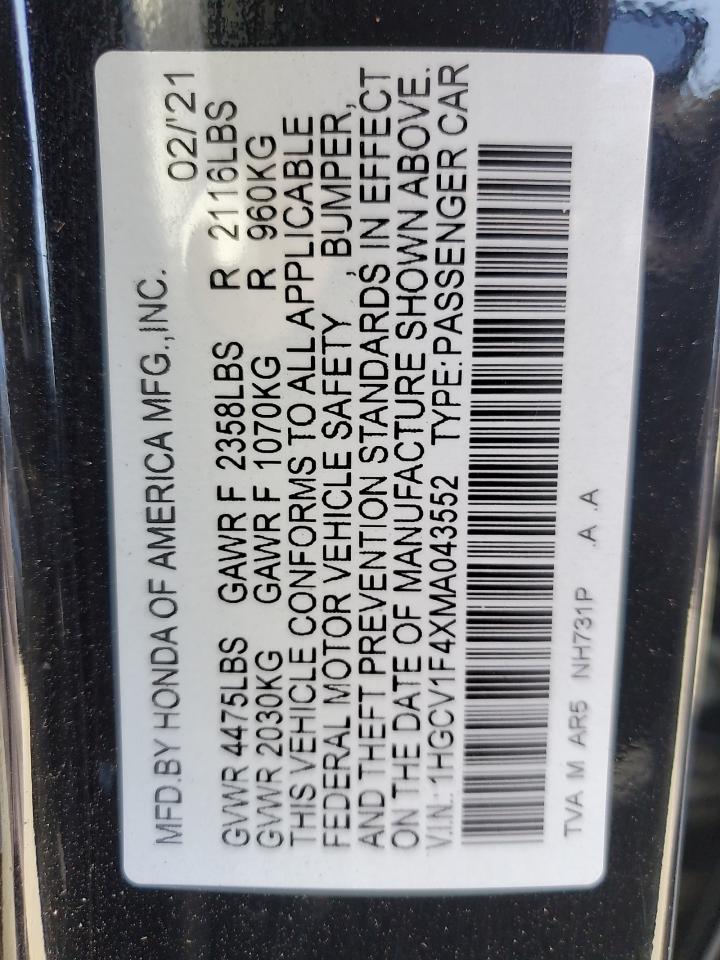 MFD.BY HONDA OF AMERICA MFG.,INC. 02/'21
GVWR 4475LBS GAWR F 2358LBS R 2116LBS
GVWR 2030KG GAWR F 1070KG R 960KG
THIS VEHICLE CONFORMS TO ALL APPLICABLE
FEDERAL MOTOR VEHICLE SAFETY , BUMPER,
AND THEFT PREVENTION STANDARDS IN EFFECT
ON THE DATE OF MANUFACTURE SHOWN ABOVE.
V.I.N.: 1HGCV1F4XMA043552 TYPE:PASSENGER CAR
TVA M AR5 NH731P .A .A